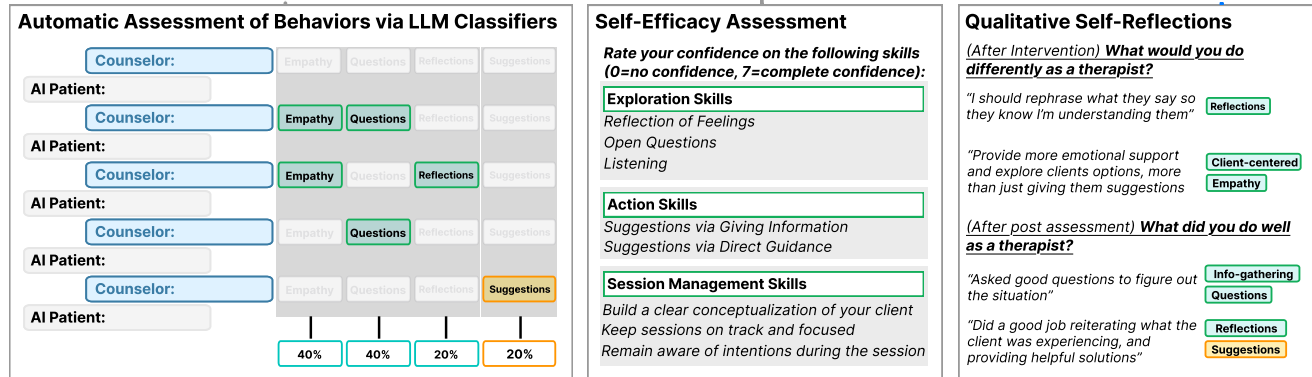 Automatic Assessment of Behaviors via LLM Classifiers
Counselor: Empathy Questions Reflections Suggestions
AI Patient:
Counselor: Empathy Questions Reflections Suggestions
AI Patient:
Counselor: Empathy Questions Reflections Suggestions
AI Patient:
Counselor: Empathy Questions Reflections Suggestions
AI Patient:
Counselor: Empathy Questions Reflections Suggestions
AI Patient:
40% 40% 20% 20%
Self-Efficacy Assessment
Rate your confidence on the following skills
(0=no confidence, 7=complete confidence):
Exploration Skills
Reflection of Feelings
Open Questions
Listening
Action Skills
Suggestions via Giving Information
Suggestions via Direct Guidance
Session Management Skills
Build a clear conceptualization of your client
Keep sessions on track and focused
Remain aware of intentions during the session
Qualitative Self-Reflections
(After Intervention) What would you do
differently as a therapist?
“I should rephrase what they say so
they know I’m understanding them”
Reflections
“Provide more emotional support
and explore clients options, more
than just giving them suggestions
Client-centered
Empathy
(After post assessment) What did you do well
as a therapist?
“Asked good questions to figure out
the situation”
Info-gathering
Questions
“Did a good job reiterating what the
client was experiencing, and
providing helpful solutions”
Reflections
Suggestions